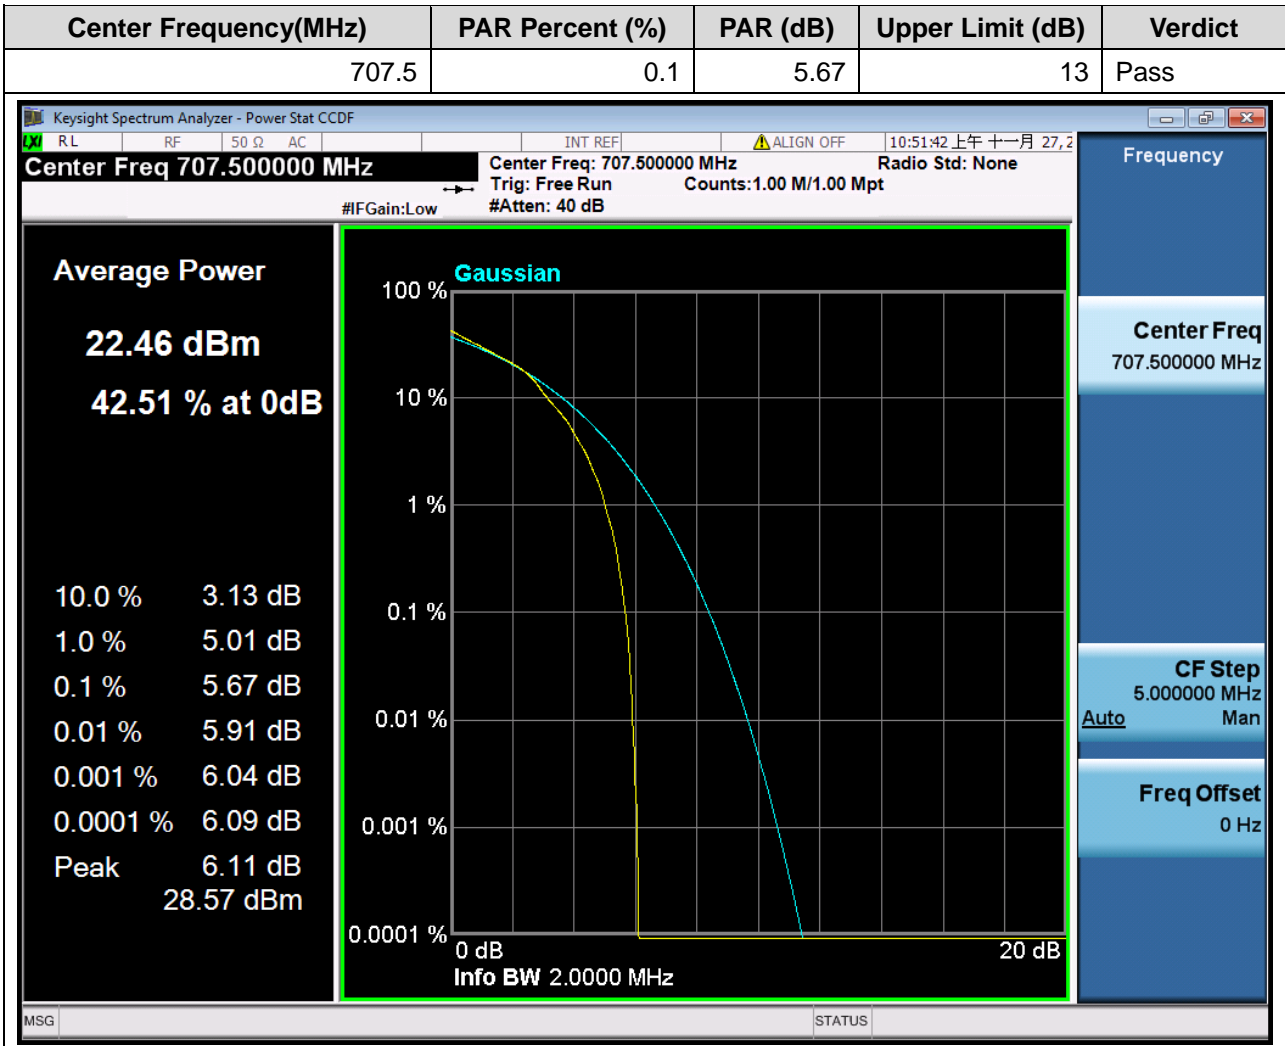 Center Frequency(MHz) PAR Percent (%) PAR (dB) Upper Limit (dB) Verdict
707.5 0.1 5.67 13 Pass
Keysight Spectrum Analyzer - Power Stat CCDF
LXI RL RF 50 Ω AC INT REF ALIGN OFF 10:51:42 上午 十一月 27, 2
Center Freq 707.500000 MHz
Center Freq: 707.500000 MHz Radio Std: None
Trig: Free Run Counts:1.00 M/1.00 Mpt
#IFGain:Low #Atten: 40 dB
Average Power
22.46 dBm
42.51 % at 0dB
10.0 % 3.13 dB
1.0 % 5.01 dB
0.1 % 5.67 dB
0.01 % 5.91 dB
0.001 % 6.04 dB
0.0001 % 6.09 dB
Peak 6.11 dB
28.57 dBm
Gaussian
100 %
10 %
1 %
0.1 %
0.01 %
0.001 %
0.0001 %
0 dB 20 dB
Info BW 2.0000 MHz
Frequency
Center Freq
707.500000 MHz
CF Step
5.000000 MHz
Auto Man
Freq Offset
0 Hz
MSG STATUS